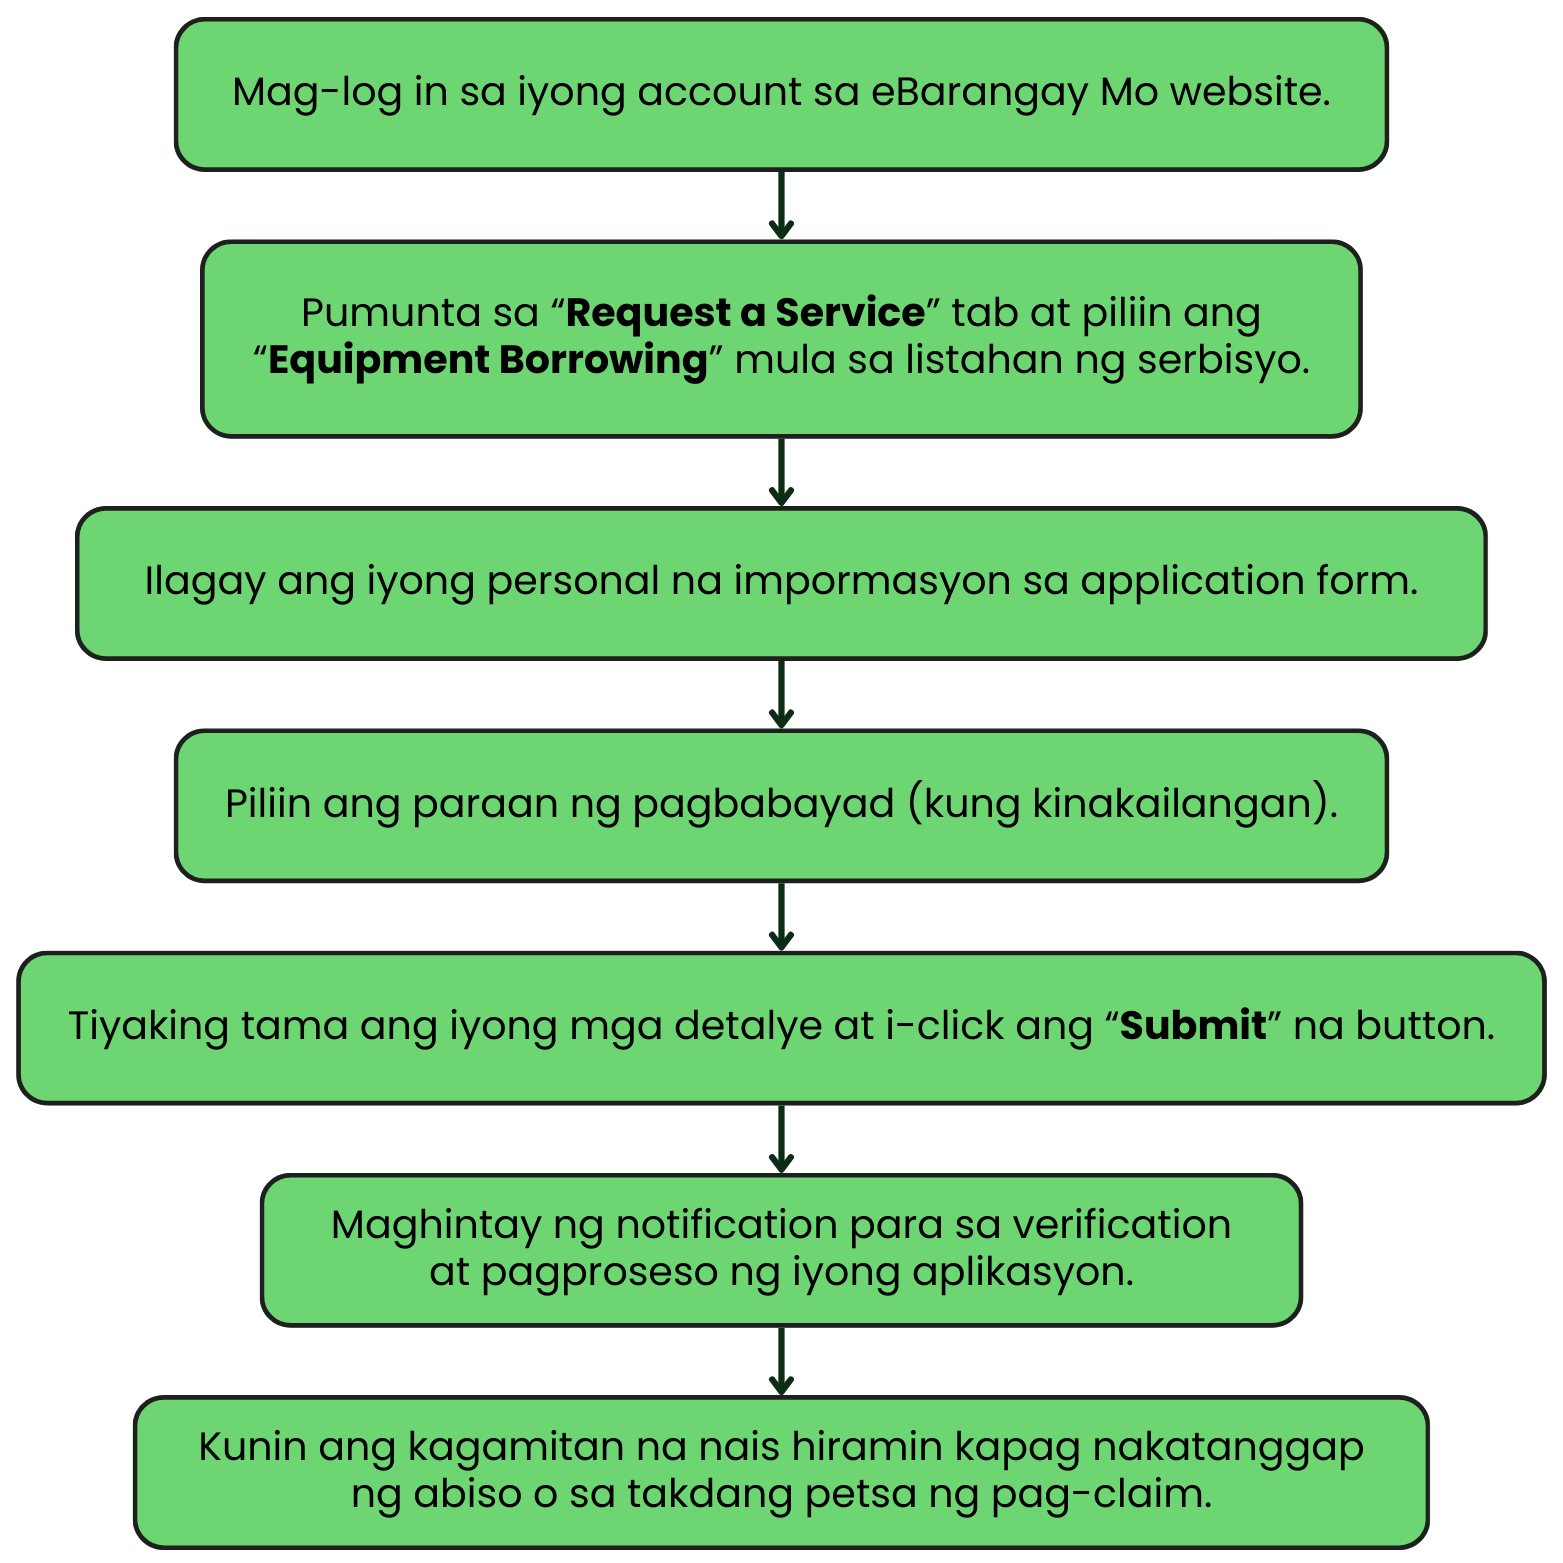 Mag-log in sa iyong account sa eBarangay Mo website.
Pumunta sa “Request a Service” tab at piliin ang
“Equipment Borrowing” mula sa listahan ng serbisyo.
Ilagay ang iyong personal na impormasyon sa application form.
Piliin ang paraan ng pagbabayad (kung kinakailangan).
Tiyaking tama ang iyong mga detalye at i-click ang “Submit” na button.
Maghintay ng notification para sa verification
at pagproseso ng iyong aplikasyon.
Kunin ang kagamitan na nais hiramin kapag nakatanggap
ng abiso o sa takdang petsa ng pag-claim.